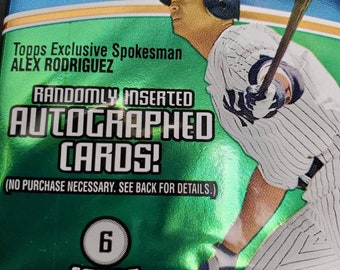 Topps Exclusive Spokesman
ALEX RODRIGUEZ
RANDOMLY INSERTED
AUTOGRAPHED
CARDS!
(NO PURCHASE NECESSARY. SEE BACK FOR DETAILS.)
6